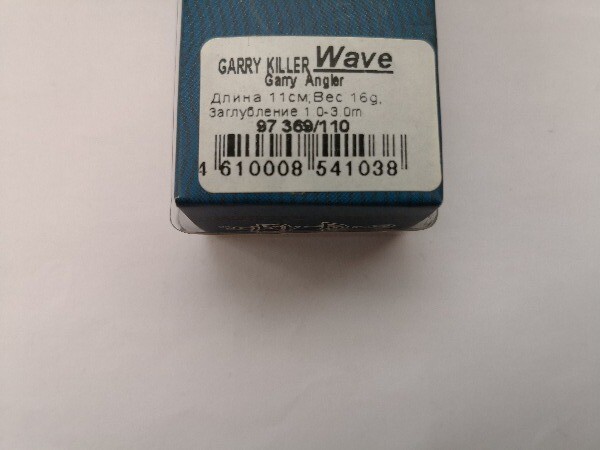 GARRY KILLER Wave
Garry Angler
Длина 11см,Вес 16g,
Заглубление 1.0-3.0m
97 369/110
4 610008 541038